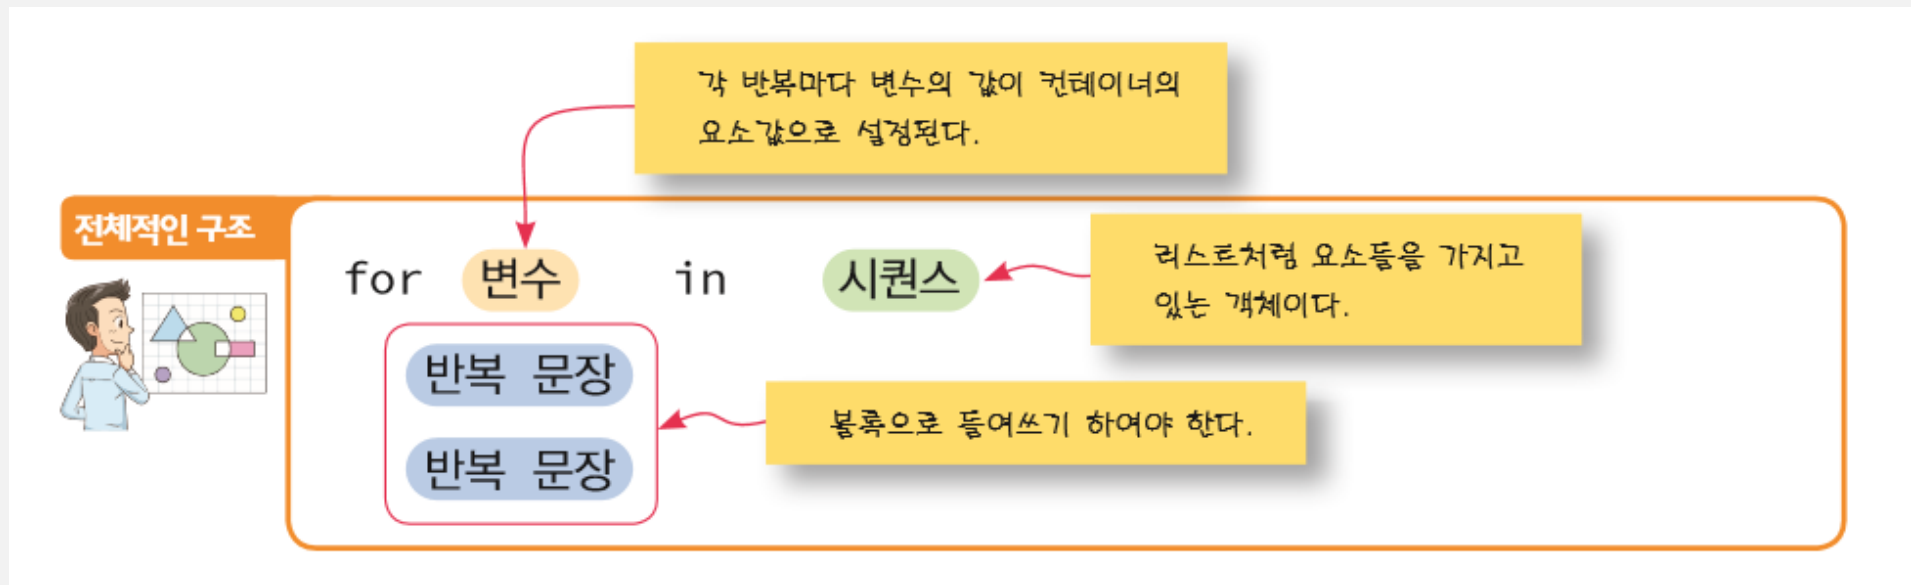 각 반복마다 변수의 값이 컨테이너의
요소값으로 설정된다.
전체적인 구조
for 변수 in 시퀀스
리스트처럼 요소들을 가지고
있는 객체이다.
반복 문장
블록으로 들여쓰기 하여야 한다.
반복 문장